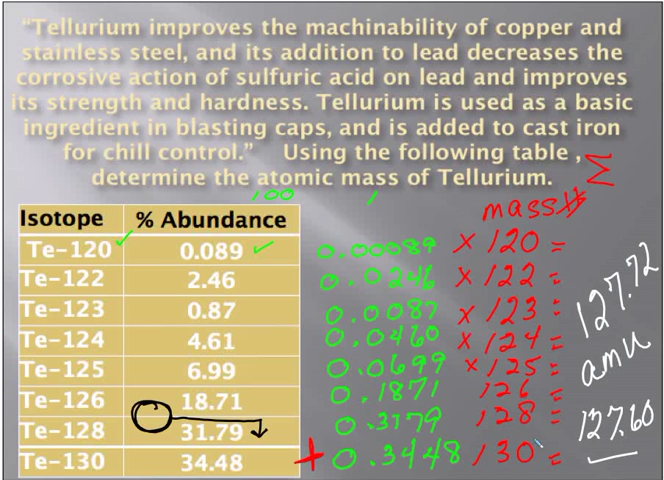 "Tellurium improves the machinability of copper and
stainless steel, and its addition to lead decreases the
corrosive action of sulfuric acid on lead and improves
its strength and hardness. Tellurium is used as a basic
ingredient in blasting caps, and is added to cast iron
for chill control." Using the following table , Σ
determine the atomic mass of Tellurium.
100 1 mass#
Isotope % Abundance
Te-120 0.089 0.00089 × 120 =
Te-122 2.46 0.0246 × 122 =
Te-123 0.87 0.0087 × 123 =
Te-124 4.61 0.0460 × 124 =
Te-125 6.99 0.0699 × 125 =
Te-126 18.71 0.1871 126 =
Te-128 31.79 0.3179 128 =
Te-130 34.48 + 0.3448 130 =
127.72
amu
127.60